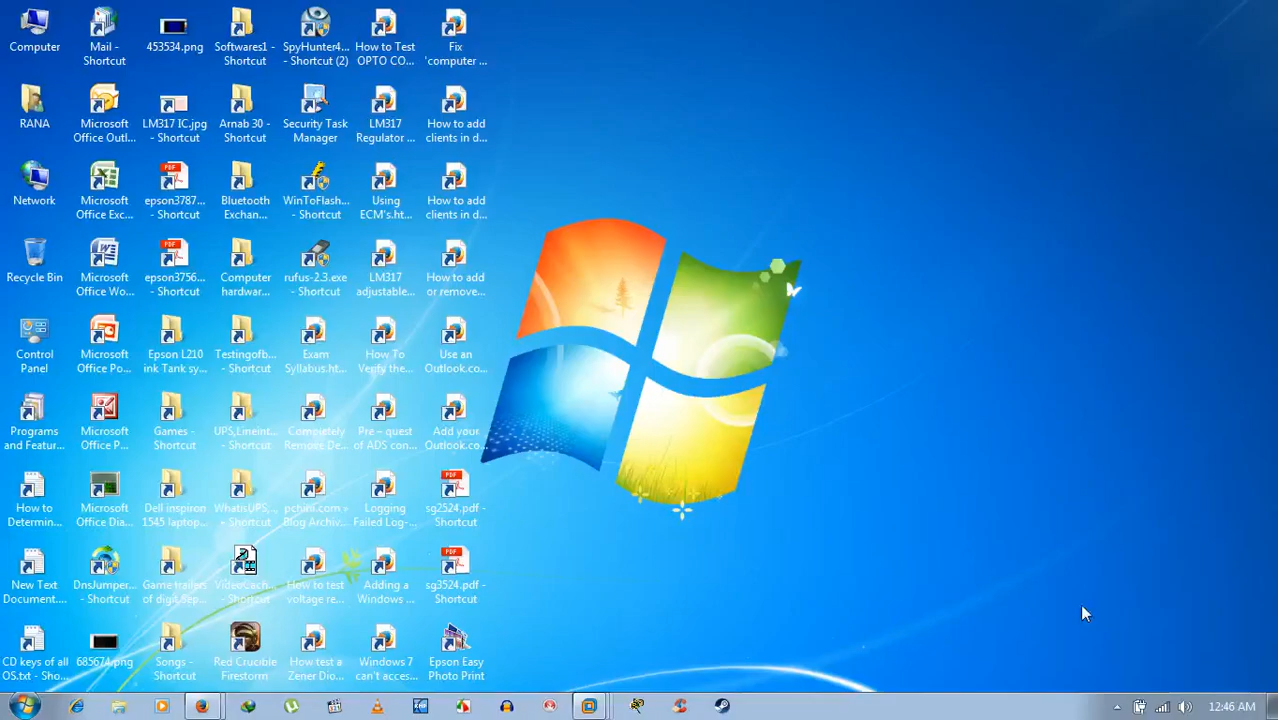 Computer
Mail -
Shortcut
453534.png
Softwares1 -
Shortcut
SpyHunter4...
- Shortcut (2)
How to Test
OPTO CO...
Fix
'computer ...
RANA
Microsoft
Office Outl...
LM317 IC.jpg
- Shortcut
Arnab 30 -
Shortcut
Security Task
Manager
LM317
Regulator ...
How to add
clients in d...
Network
Microsoft
Office Exc...
epson3787...
- Shortcut
Bluetooth
Exchan...
WinToFlash...
- Shortcut
Using
ECM's.ht...
How to add
clients in d...
Recycle Bin
Microsoft
Office Wo...
epson3756...
- Shortcut
Computer
hardwar...
rufus-2.3.exe
- Shortcut
LM317
adjustable...
How to add
or remove...
Control
Panel
Microsoft
Office Po...
Epson L210
ink Tank sy...
Testingofb...
- Shortcut
Exam
Syllabus.ht...
How To
Verify the...
Use an
Outlook.co...
Programs
and Featur...
Microsoft
Office P...
Games -
Shortcut
UPS,Lineint...
- Shortcut
Completely
Remove De...
Pre – quest
of ADS con...
Add your
Outlook.co...
How to
Determin...
Microsoft
Office Dia...
Dell inspiron
1545 laptop...
WhatisUPS,...
- Shortcut
pchini.com »
Blog Archiv...
Logging
Failed Log-...
sg2524.pdf -
Shortcut
New Text
Document....
DnsJumper...
- Shortcut
Game trailers
of digit,Sep...
VideoCach...
- Shortcut
How to test
voltage re...
Adding a
Windows ...
sg3524.pdf -
Shortcut
CD keys of all
OS.txt - Sho...
685674.png
Songs -
Shortcut
Red Crucible
Firestorm
How test a
Zener Dio...
Windows 7
can't acces...
Epson Easy
Photo Print
12:46 AM